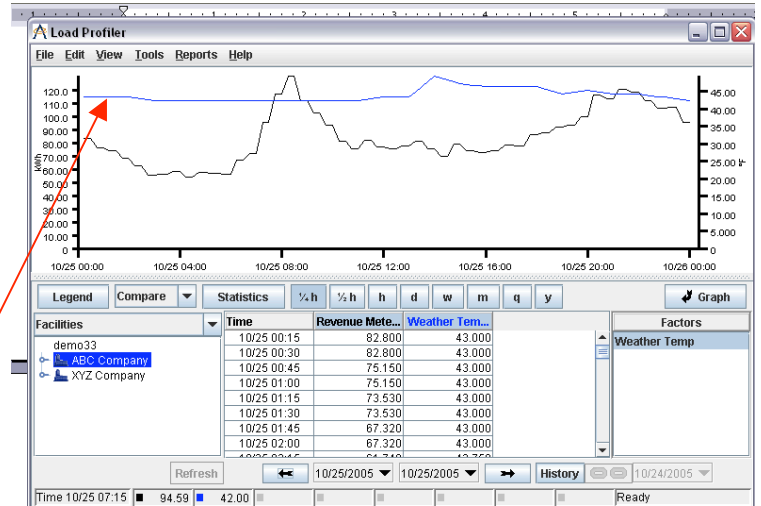 1 2 3 4 5
Load Profiler
File Edit View Tools Reports Help
120.0
110.0
100.0
90.00
80.00
70.00
60.00
50.00
40.00
30.00
20.00
10.00
0
kWh
45.00
40.00
35.00
30.00
25.00
20.00
15.00
10.00
5.000
0
°F
10/25 00:00 10/25 04:00 10/25 08:00 10/25 12:00 10/25 16:00 10/25 20:00 10/26 00:00
Legend Compare Statistics ¼ h ½ h h d w m q y Graph
Facilities
demo33
ABC Company
XYZ Company
Time Revenue Mete... Weather Tem...
10/25 00:15 82.800 43.000
10/25 00:30 82.800 43.000
10/25 00:45 75.150 43.000
10/25 01:00 75.150 43.000
10/25 01:15 73.530 43.000
10/25 01:30 73.530 43.000
10/25 01:45 67.320 43.000
10/25 02:00 67.320 43.000
Factors
Weather Temp
Refresh 10/25/2005 10/25/2005 History 10/24/2005
Time 10/25 07:15 94.59 42.00 Ready